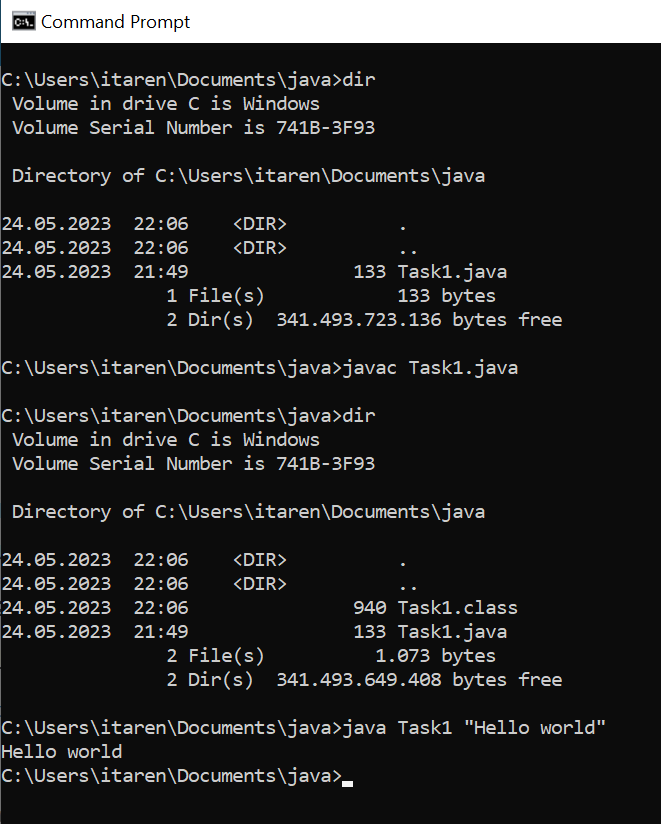 Command Prompt
C:\Users\itaren\Documents\java>dir
 Volume in drive C is Windows
 Volume Serial Number is 741B-3F93
 Directory of C:\Users\itaren\Documents\java
24.05.2023  22:06    <DIR>          .
24.05.2023  22:06    <DIR>          ..
24.05.2023  21:49               133 Task1.java
               1 File(s)            133 bytes
               2 Dir(s)  341.493.723.136 bytes free
C:\Users\itaren\Documents\java>javac Task1.java
C:\Users\itaren\Documents\java>dir
 Volume in drive C is Windows
 Volume Serial Number is 741B-3F93
 Directory of C:\Users\itaren\Documents\java
24.05.2023  22:06    <DIR>          .
24.05.2023  22:06    <DIR>          ..
24.05.2023  22:06               940 Task1.class
24.05.2023  21:49               133 Task1.java
               2 File(s)          1.073 bytes
               2 Dir(s)  341.493.649.408 bytes free
C:\Users\itaren\Documents\java>java Task1 "Hello world"
Hello world
C:\Users\itaren\Documents\java>